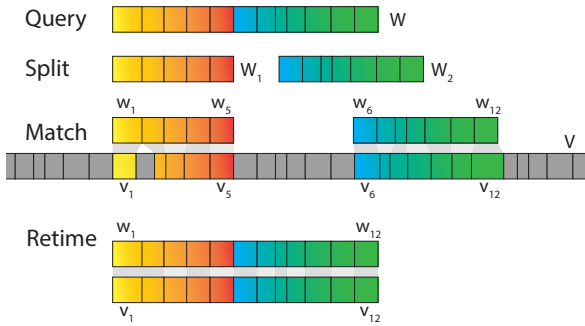 Query W
Split W1 W2
w1 w5 w6 w12
Match V
v1 v5 v6 v12
w1 w12
Retime
v1 v12